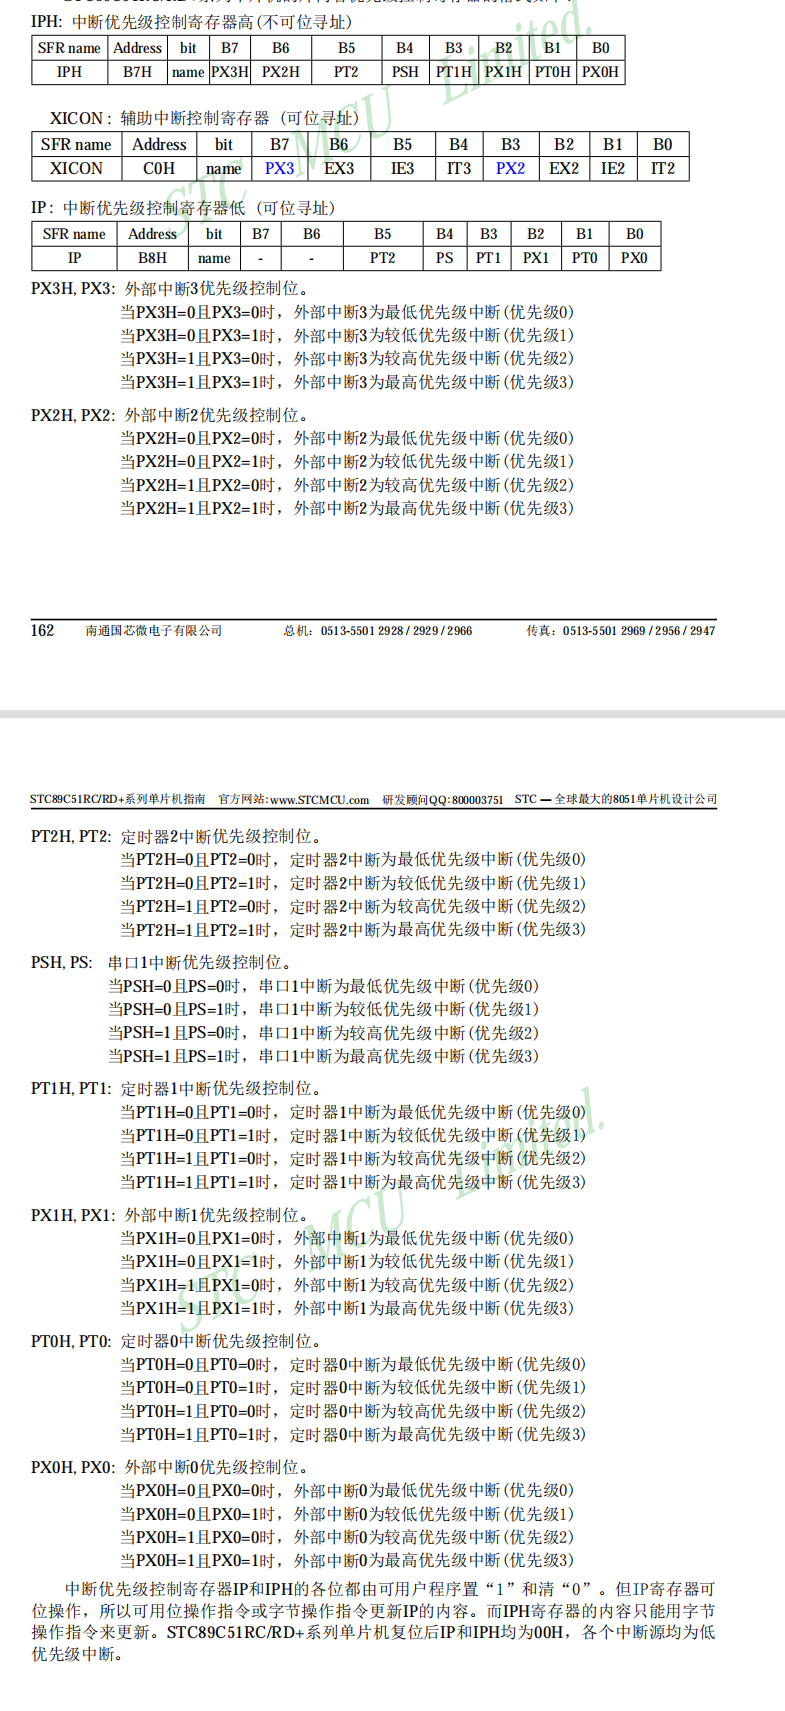 IPH: 中断优先级控制寄存器高(不可位寻址)
SFR name Address bit B7 B6 B5 B4 B3 B2 B1 B0
IPH B7H name PX3H PX2H PT2 PSH PT1H PX1H PT0H PX0H
XICON : 辅助中断控制寄存器 (可位寻址)
SFR name Address bit B7 B6 B5 B4 B3 B2 B1 B0
XICON C0H name PX3 EX3 IE3 IT3 PX2 EX2 IE2 IT2
IP : 中断优先级控制寄存器低 (可位寻址)
SFR name Address bit B7 B6 B5 B4 B3 B2 B1 B0
IP B8H name - - PT2 PS PT1 PX1 PT0 PX0
PX3H, PX3: 外部中断3优先级控制位。
当PX3H=0且PX3=0时，外部中断3为最低优先级中断(优先级0)
当PX3H=0且PX3=1时，外部中断3为较低优先级中断(优先级1)
当PX3H=1且PX3=0时，外部中断3为较高优先级中断(优先级2)
当PX3H=1且PX3=1时，外部中断3为最高优先级中断(优先级3)
PX2H, PX2: 外部中断2优先级控制位。
当PX2H=0且PX2=0时，外部中断2为最低优先级中断(优先级0)
当PX2H=0且PX2=1时，外部中断2为较低优先级中断(优先级1)
当PX2H=1且PX2=0时，外部中断2为较高优先级中断(优先级2)
当PX2H=1且PX2=1时，外部中断2为最高优先级中断(优先级3)
STC MCU Limited.
162 南通国芯微电子有限公司 总机：0513-5501 2928 / 2929 / 2966 传真：0513-5501 2969 / 2956 / 2947
STC89C51RC/RD+系列单片机指南 官方网站:www.STCMCU.com 研发顾问QQ:800003751 STC — 全球最大的8051单片机设计公司
PT2H, PT2: 定时器2中断优先级控制位。
当PT2H=0且PT2=0时，定时器2中断为最低优先级中断(优先级0)
当PT2H=0且PT2=1时，定时器2中断为较低优先级中断(优先级1)
当PT2H=1且PT2=0时，定时器2中断为较高优先级中断(优先级2)
当PT2H=1且PT2=1时，定时器2中断为最高优先级中断(优先级3)
PSH, PS: 串口1中断优先级控制位。
当PSH=0且PS=0时，串口1中断为最低优先级中断(优先级0)
当PSH=0且PS=1时，串口1中断为较低优先级中断(优先级1)
当PSH=1且PS=0时，串口1中断为较高优先级中断(优先级2)
当PSH=1且PS=1时，串口1中断为最高优先级中断(优先级3)
PT1H, PT1: 定时器1中断优先级控制位。
当PT1H=0且PT1=0时，定时器1中断为最低优先级中断(优先级0)
当PT1H=0且PT1=1时，定时器1中断为较低优先级中断(优先级1)
当PT1H=1且PT1=0时，定时器1中断为较高优先级中断(优先级2)
当PT1H=1且PT1=1时，定时器1中断为最高优先级中断(优先级3)
PX1H, PX1: 外部中断1优先级控制位。
当PX1H=0且PX1=0时，外部中断1为最低优先级中断(优先级0)
当PX1H=0且PX1=1时，外部中断1为较低优先级中断(优先级1)
当PX1H=1且PX1=0时，外部中断1为较高优先级中断(优先级2)
当PX1H=1且PX1=1时，外部中断1为最高优先级中断(优先级3)
PT0H, PT0: 定时器0中断优先级控制位。
当PT0H=0且PT0=0时，定时器0中断为最低优先级中断(优先级0)
当PT0H=0且PT0=1时，定时器0中断为较低优先级中断(优先级1)
当PT0H=1且PT0=0时，定时器0中断为较高优先级中断(优先级2)
当PT0H=1且PT0=1时，定时器0中断为最高优先级中断(优先级3)
PX0H, PX0: 外部中断0优先级控制位。
当PX0H=0且PX0=0时，外部中断0为最低优先级中断(优先级0)
当PX0H=0且PX0=1时，外部中断0为较低优先级中断(优先级1)
当PX0H=1且PX0=0时，外部中断0为较高优先级中断(优先级2)
当PX0H=1且PX0=1时，外部中断0为最高优先级中断(优先级3)
STC MCU Limited.
中断优先级控制寄存器IP和IPH的各位都由可用户程序置“1”和清“0”。但IP寄存器可
位操作，所以可用位操作指令或字节操作指令更新IP的内容。而IPH寄存器的内容只能用字节
操作指令来更新。STC89C51RC/RD+系列单片机复位后IP和IPH均为00H，各个中断源均为低
优先级中断。